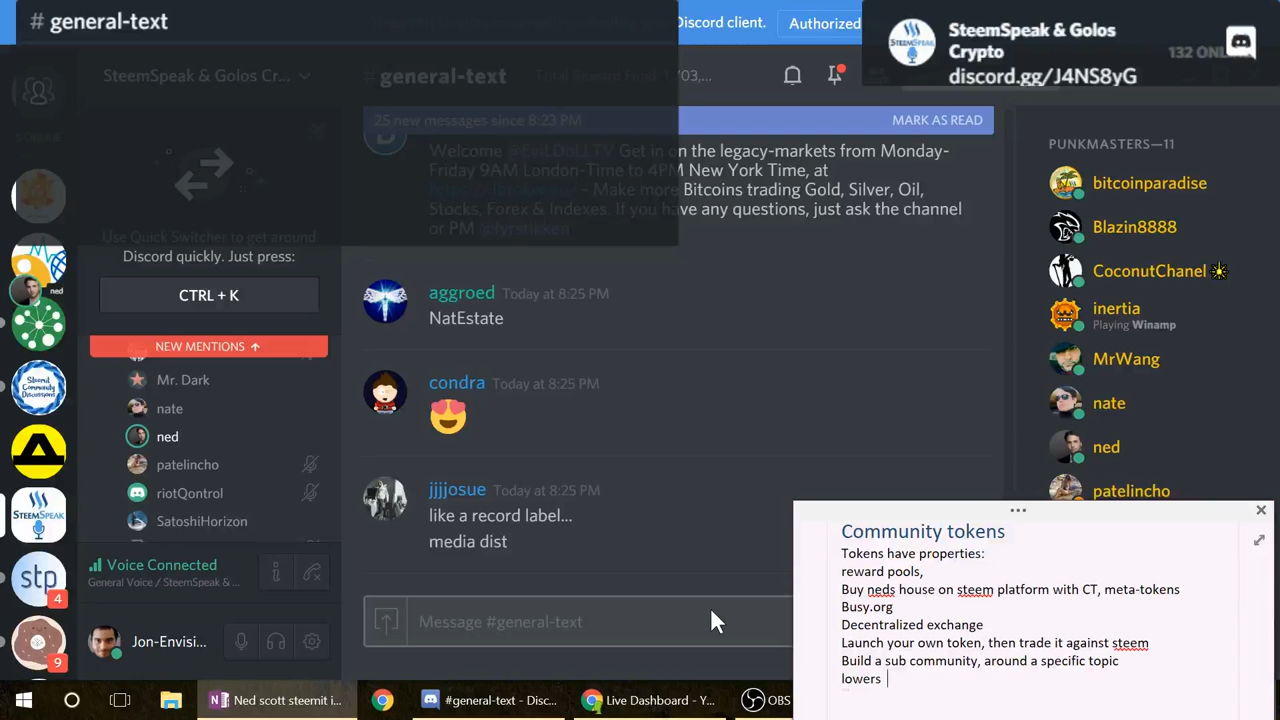 # general-text
Discord client.
Authorized
SteemSpeak & Golos
Crypto
132 ONL
discord.gg/J4NS8yG
SteemSpeak & Golos Cr...
# general-text
25 new messages since 8:23 PM
MARK AS READ
Welcome @Evil DoLLTV Get in on the legacy-markets from Monday-
Friday 9AM London-Time to 4PM New York Time, at
- Make more Bitcoins trading Gold, Silver, Oil,
Stocks, Forex & Indexes. If you have any questions, just ask the channel
or PM @fyrstikken
Use Quick Switcher to get around
Discord quickly. Just press:
CTRL + K
NEW MENTIONS ↑
Mr. Dark
nate
ned
patelincho
riotQontrol
SatoshiHorizon
Voice Connected
General Voice / SteemSpeak & ...
Jon-Envisi...
ned
STEEMSPEAK
stp
4
9
aggroed Today at 8:25 PM
NatEstate
condra Today at 8:25 PM
jjjjosue Today at 8:25 PM
like a record label...
media dist
Message #general-text
PUNKMASTERS—11
bitcoinparadise
Blazin8888
CoconutChanel
inertia
Playing Winamp
MrWang
nate
ned
patelincho
Community tokens
Tokens have properties:
reward pools,
Buy neds house on steem platform with CT, meta-tokens
Busy.org
Decentralized exchange
Launch your own token, then trade it against steem
Build a sub community, around a specific topic
lowers
Ned scott steemit i...
#general-text - Disc...
Live Dashboard - Y...
OBS